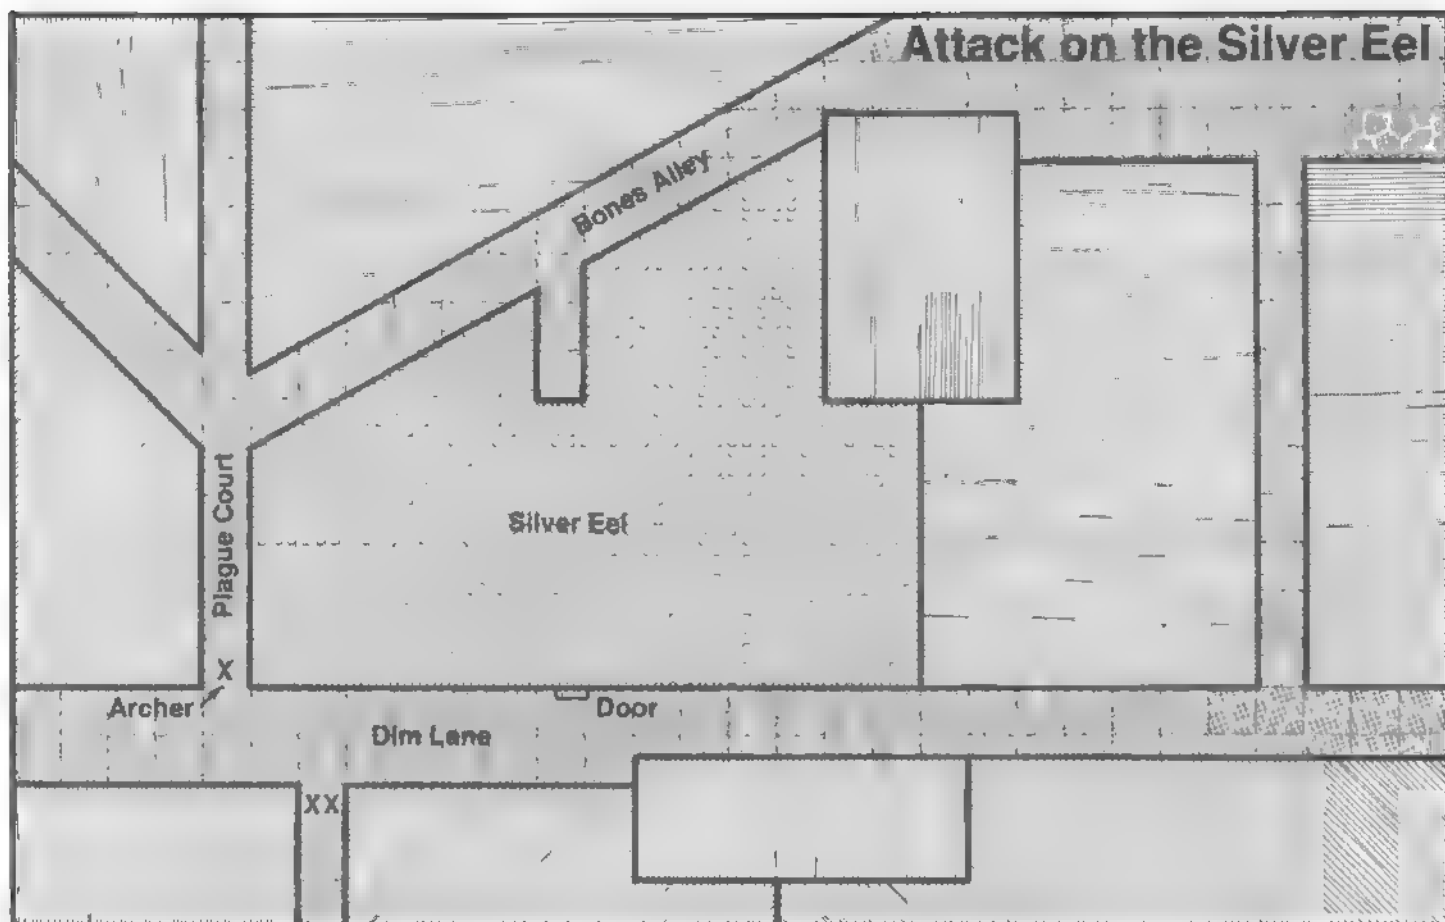 Attack on the Silver Eel
Bones Alley
Plague Court
Silver Eel
X
Archer
Door
Dim Lane
XX